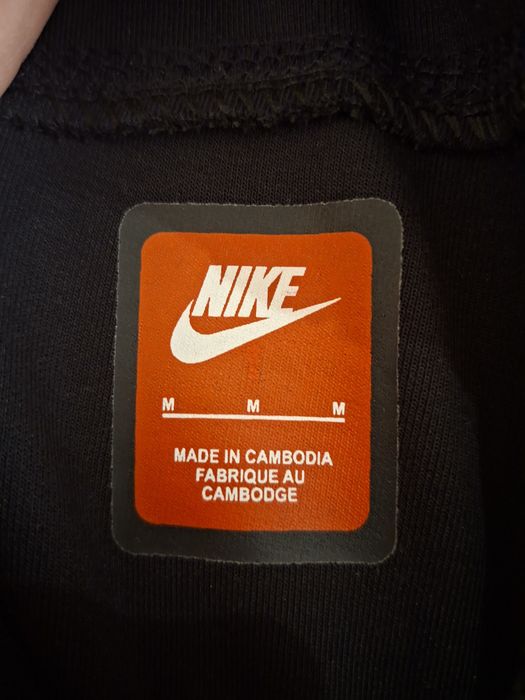 NIKE
M M M
MADE IN CAMBODIA
FABRIQUE AU
CAMBODGE